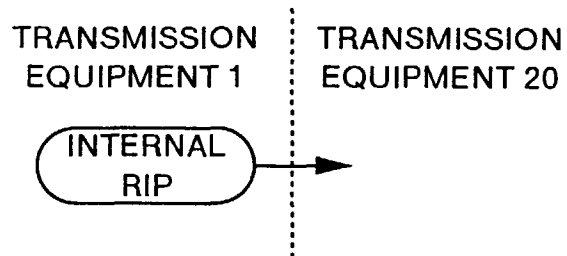 TRANSMISSION
EQUIPMENT 1
TRANSMISSION
EQUIPMENT 20
INTERNAL
RIP